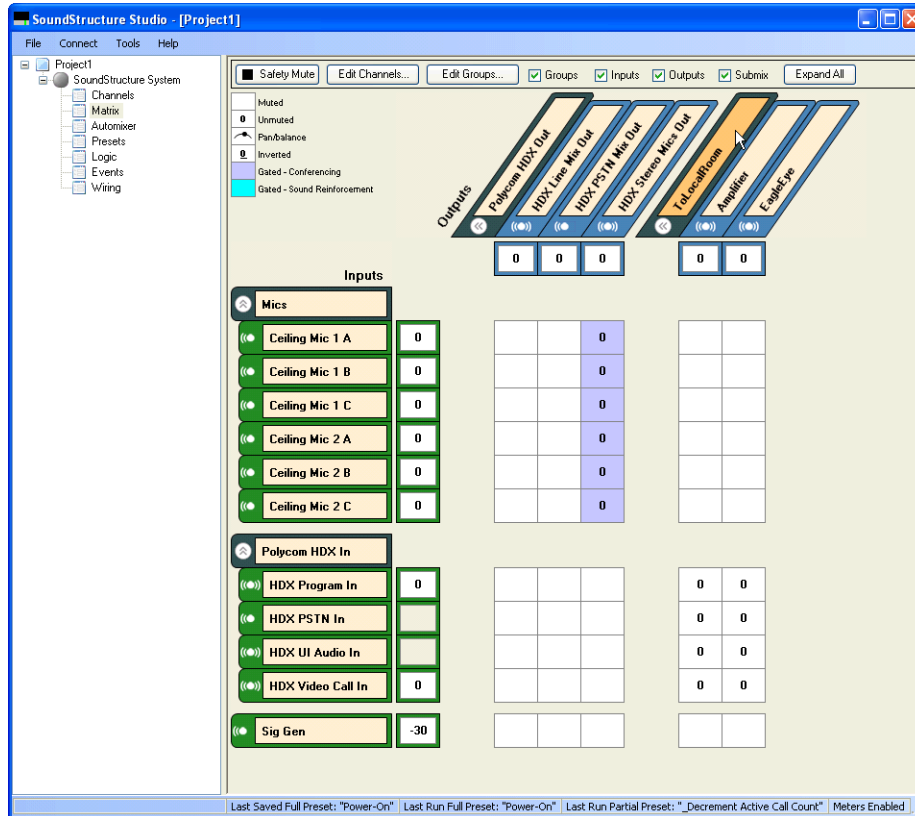 SoundStructure Studio - [Project1]
File Connect Tools Help
Project1
SoundStructure System
Channels
Matrix
Automixer
Presets
Logic
Events
Wiring
Safety Mute Edit Channels... Edit Groups... Groups Inputs Outputs Submix Expand All
Muted
0 Unmuted
Pan/balance
0 Inverted
Gated - Conferencing
Gated - Sound Reinforcement
Outputs
Polycom HDX Out
HDX Line Mix Out
HDX PSTN Mix Out
HDX Stereo Mics Out
ToLocalRoom
Amplifier
EagleEye
0 0 0 0 0
Inputs
Mics
Ceiling Mic 1 A 0 0
Ceiling Mic 1 B 0 0
Ceiling Mic 1 C 0 0
Ceiling Mic 2 A 0 0
Ceiling Mic 2 B 0 0
Ceiling Mic 2 C 0 0
Polycom HDX In
HDX Program In 0 0 0
HDX PSTN In 0 0
HDX UI Audio In 0 0
HDX Video Call In 0 0 0
Sig Gen -30
Last Saved Full Preset: "Power-On" Last Run Full Preset: "Power-On" Last Run Partial Preset: "_Decrement Active Call Count" Meters Enabled